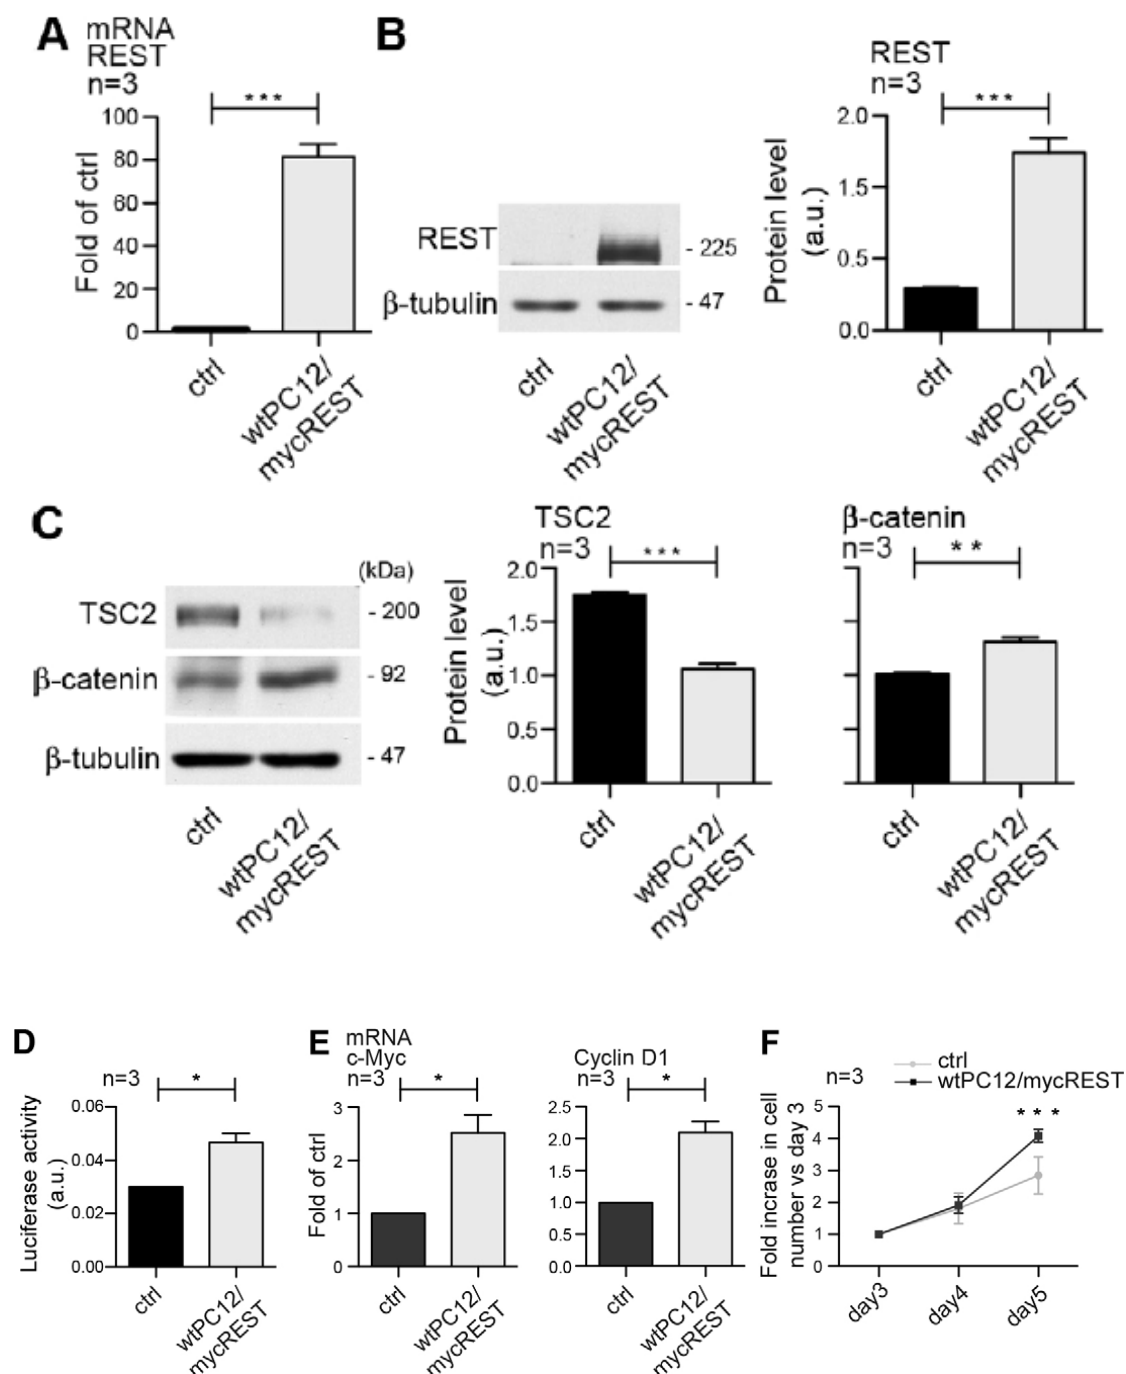 A
mRNA
REST
n=3
***
Fold of ctrl
100
80
60
40
20
0
ctrl
wtPC12/
mycREST
B
REST
- 225
β-tubulin
- 47
ctrl
wtPC12/
mycREST
REST
n=3
***
Protein level
(a.u.)
2.0
1.5
0.5
0.0
ctrl
wtPC12/
mycREST
C
(kDa)
TSC2
- 200
β-catenin
- 92
β-tubulin
- 47
ctrl
wtPC12/
mycREST
TSC2
n=3
***
Protein level
(a.u.)
2.0
1.5
1.0
0.5
0.0
ctrl
wtPC12/
mycREST
β-catenin
n=3
**
ctrl
wtPC12/
mycREST
D
n=3
*
Luciferase activity
(a.u.)
0.06
0.04
0.02
0.00
ctrl
wtPC12/
mycREST
E
mRNA
c-Myc
n=3
*
Fold of ctrl
3
2
1
0
ctrl
wtPC12/
mycREST
Cyclin D1
n=3
*
2.5
2.0
1.5
1.0
0.5
0.0
ctrl
wtPC12/
mycREST
F
n=3
ctrl
wtPC12/mycREST
* * *
Fold incrase in cell
number vs day 3
5
4
3
2
1
0
day3
day4
day5